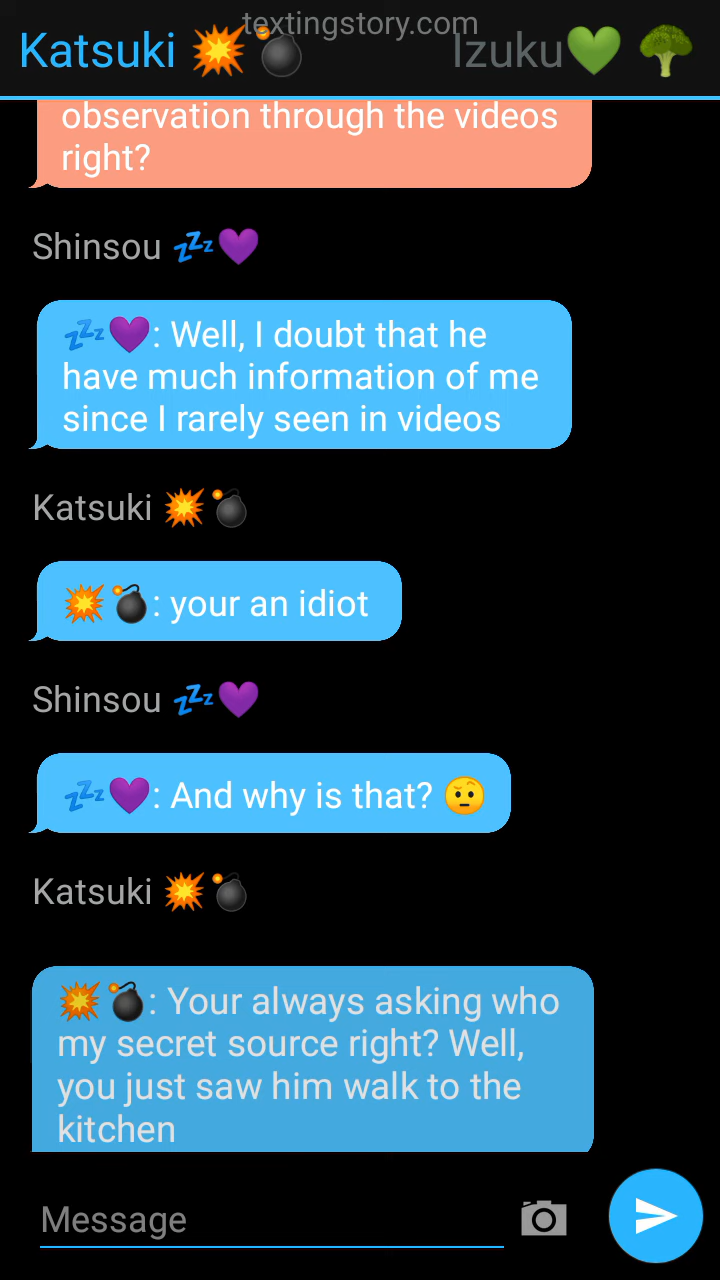 textingstory.com
Katsuki 💥💣 Izuku💚 🥦
observation through the videos
right?
Shinsou 💤💜
💤💜: Well, I doubt that he
have much information of me
since I rarely seen in videos
Katsuki 💥💣
💥💣: your an idiot
Shinsou 💤💜
💤💜: And why is that? 🤨
Katsuki 💥💣
💥💣: Your always asking who
my secret source right? Well,
you just saw him walk to the
kitchen
Message